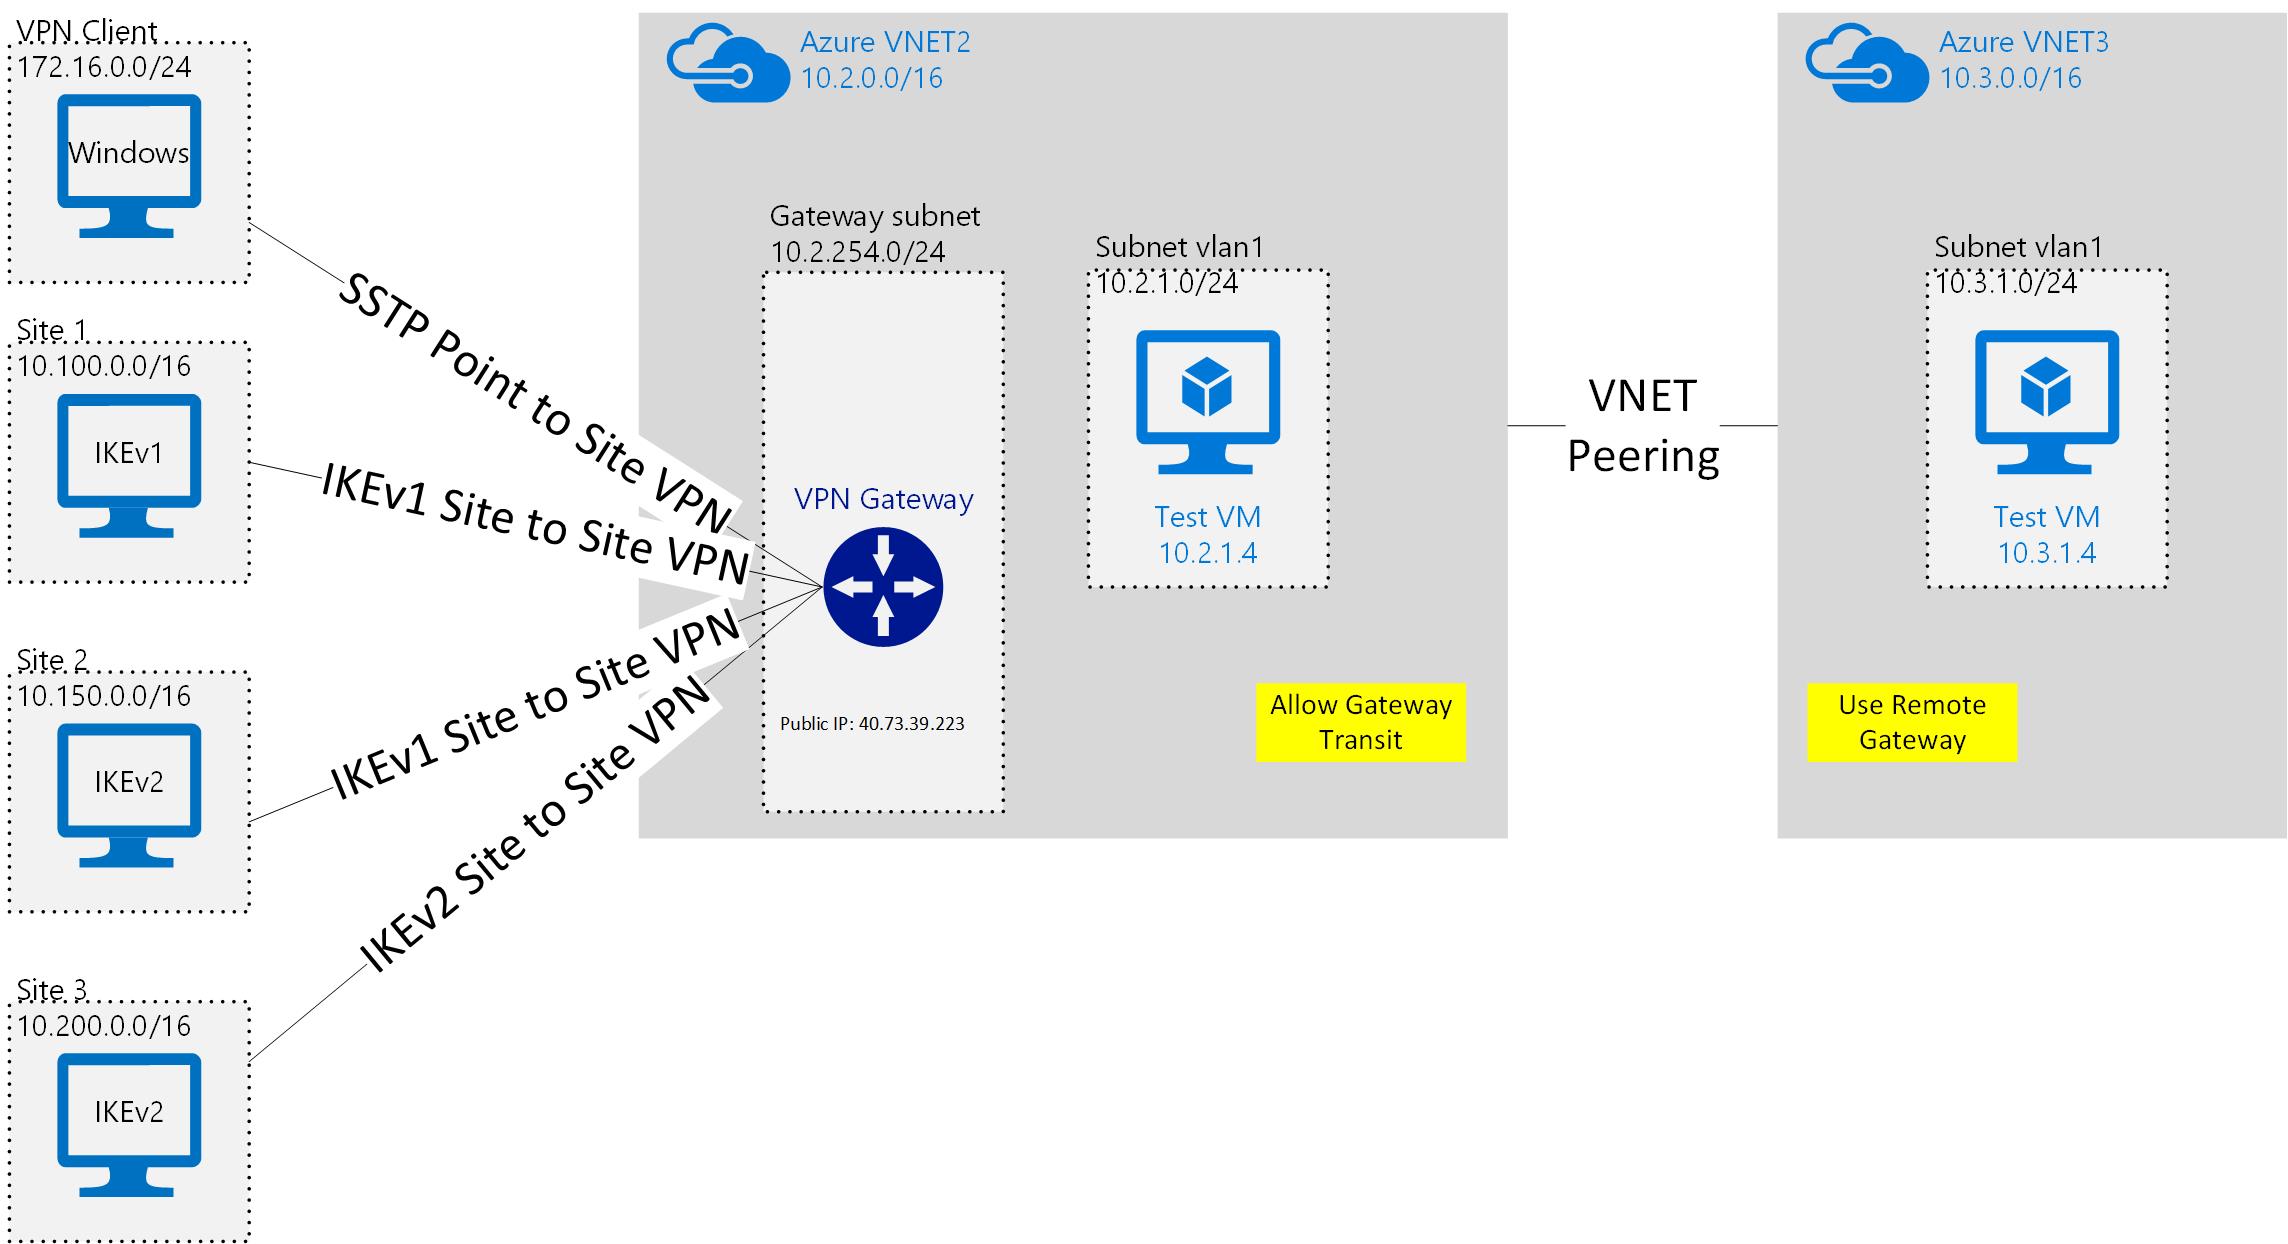 VPN Client
172.16.0.0/24
Windows
Site 1
10.100.0.0/16
IKEv1
Site 2
10.150.0.0/16
IKEv2
Site 3
10.200.0.0/16
IKEv2
SSTP Point to Site VPN
IKEv1 Site to Site VPN
IKEv1 Site to Site VPN
IKEv2 Site to Site VPN
Azure VNET2
10.2.0.0/16
Gateway subnet
10.2.254.0/24
VPN Gateway
Public IP: 40.73.39.223
Subnet vlan1
10.2.1.0/24
Test VM
10.2.1.4
Allow Gateway
Transit
VNET
Peering
Azure VNET3
10.3.0.0/16
Subnet vlan1
10.3.1.0/24
Test VM
10.3.1.4
Use Remote
Gateway